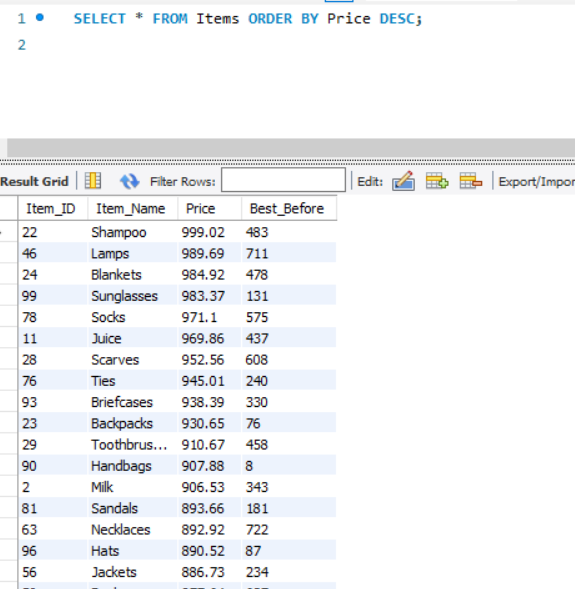 1 SELECT * FROM Items ORDER BY Price DESC;
2
Result Grid Filter Rows: Edit: Export/Impor
Item_ID Item_Name Price Best_Before
22 Shampoo 999.02 483
46 Lamps 989.69 711
24 Blankets 984.92 478
99 Sunglasses 983.37 131
78 Socks 971.1 575
11 Juice 969.86 437
28 Scarves 952.56 608
76 Ties 945.01 240
93 Briefcases 938.39 330
23 Backpacks 930.65 76
29 Toothbrus... 910.67 458
90 Handbags 907.88 8
2 Milk 906.53 343
81 Sandals 893.66 181
63 Necklaces 892.92 722
96 Hats 890.52 87
56 Jackets 886.73 234